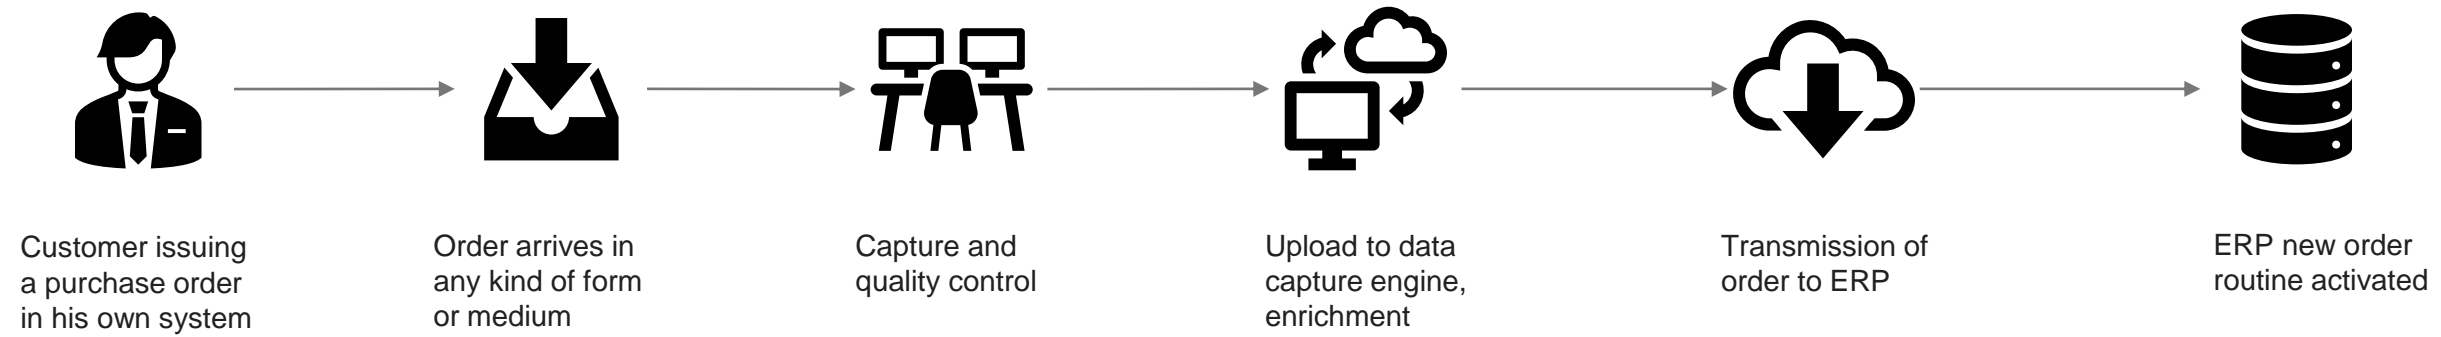 Customer issuing
a purchase order
in his own system
Order arrives in
any kind of form
or medium
Capture and
quality control
Upload to data
capture engine,
enrichment
Transmission of
order to ERP
ERP new order
routine activated